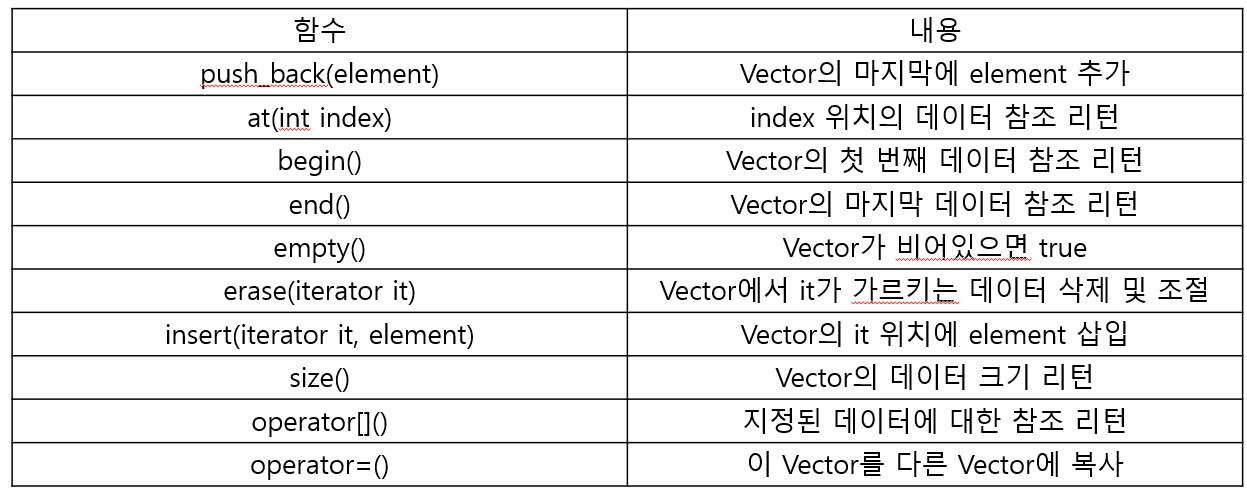 함수 내용
push_back(element) Vector의 마지막에 element 추가
at(int index) index 위치의 데이터 참조 리턴
begin() Vector의 첫 번째 데이터 참조 리턴
end() Vector의 마지막 데이터 참조 리턴
empty() Vector가 비어있으면 true
erase(iterator it) Vector에서 it가 가르키는 데이터 삭제 및 조절
insert(iterator it, element) Vector의 it 위치에 element 삽입
size() Vector의 데이터 크기 리턴
operator[]() 지정된 데이터에 대한 참조 리턴
operator=() 이 Vector를 다른 Vector에 복사